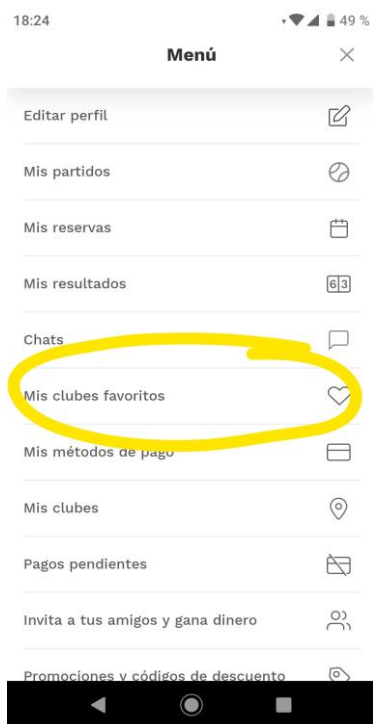 18:24
49 %
Menú
Editar perfil
Mis partidos
Mis reservas
Mis resultados
6 3
Chats
Mis clubes favoritos
Mis métodos de pago
Mis clubes
Pagos pendientes
Invita a tus amigos y gana dinero
Promociones y códigos de descuento